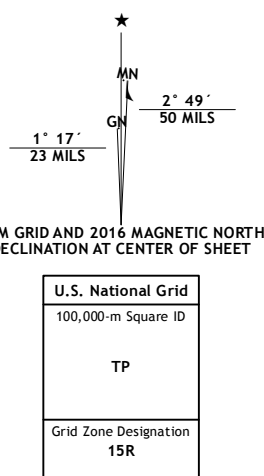 ★
MN
GN
2° 49´
50 MILS
1° 17´
23 MILS
M GRID AND 2016 MAGNETIC NORTH
ECLINATION AT CENTER OF SHEET
U.S. National Grid
100,000-m Square ID
TP
Grid Zone Designation
15R